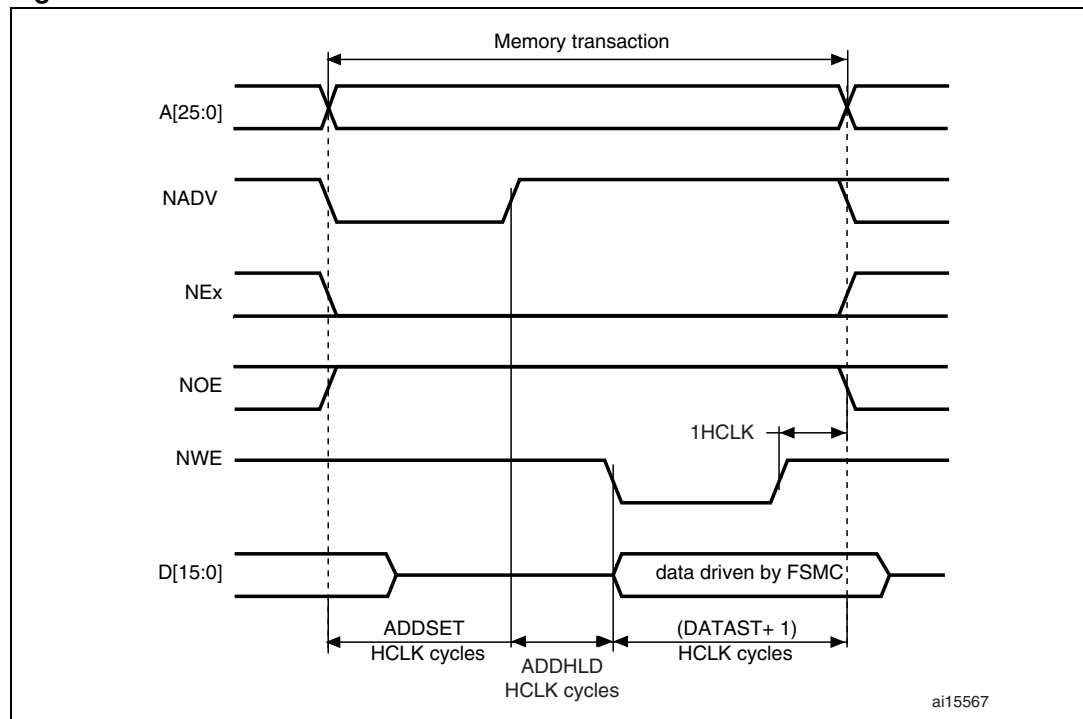 Memory transaction
A[25:0]
NADV
NEx
NOE
1HCLK
NWE
D[15:0]
data driven by FSMC
ADDSET
HCLK cycles
ADDHLD
HCLK cycles
(DATAST+ 1)
HCLK cycles
ai15567